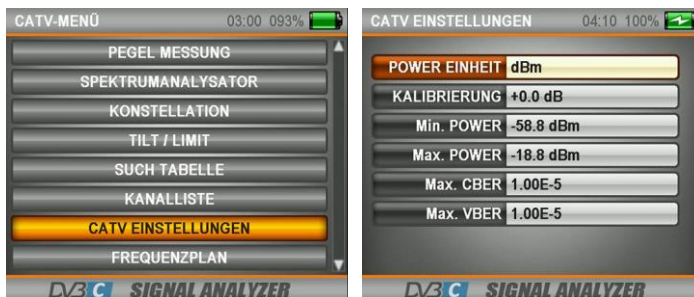 CATV-MENÜ 03:00 093%
PEGEL MESSUNG
SPEKTRUMANALYSATOR
KONSTELLATION
TILT / LIMIT
SUCH TABELLE
KANALLISTE
CATV EINSTELLUNGEN
FREQUENZPLAN
DVB C SIGNAL ANALYZER
CATV EINSTELLUNGEN 04:10 100%
POWER EINHEIT dBm
KALIBRIERUNG +0.0 dB
Min. POWER -58.8 dBm
Max. POWER -18.8 dBm
Max. CBER 1.00E-5
Max. VBER 1.00E-5
DVB C SIGNAL ANALYZER